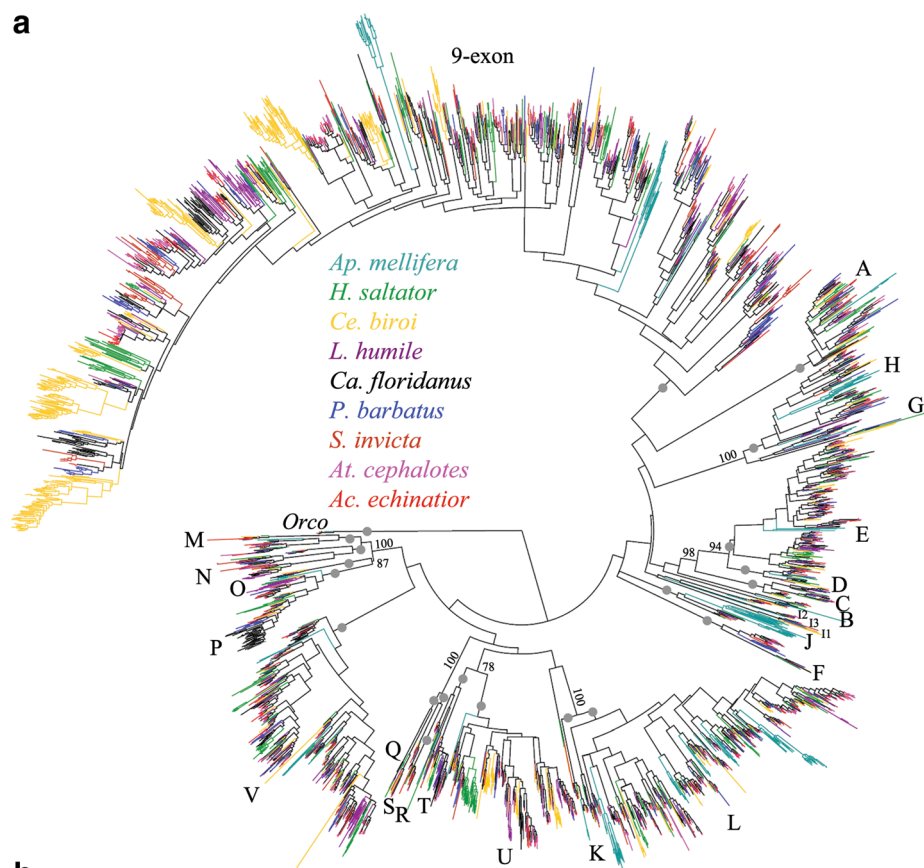 a
9-exon
Ap. mellifera
H. saltator
Ce. biroi
L. humile
Ca. floridanus
P. barbatus
S. invicta
At. cephalotes
Ac. echinatior
A
H
G
100
E
94
98
D
C
B
I2
I3
I1
J
F
Orco
M
100
N
87
O
P
100
78
100
Q
V
S
R
T
L
U
K